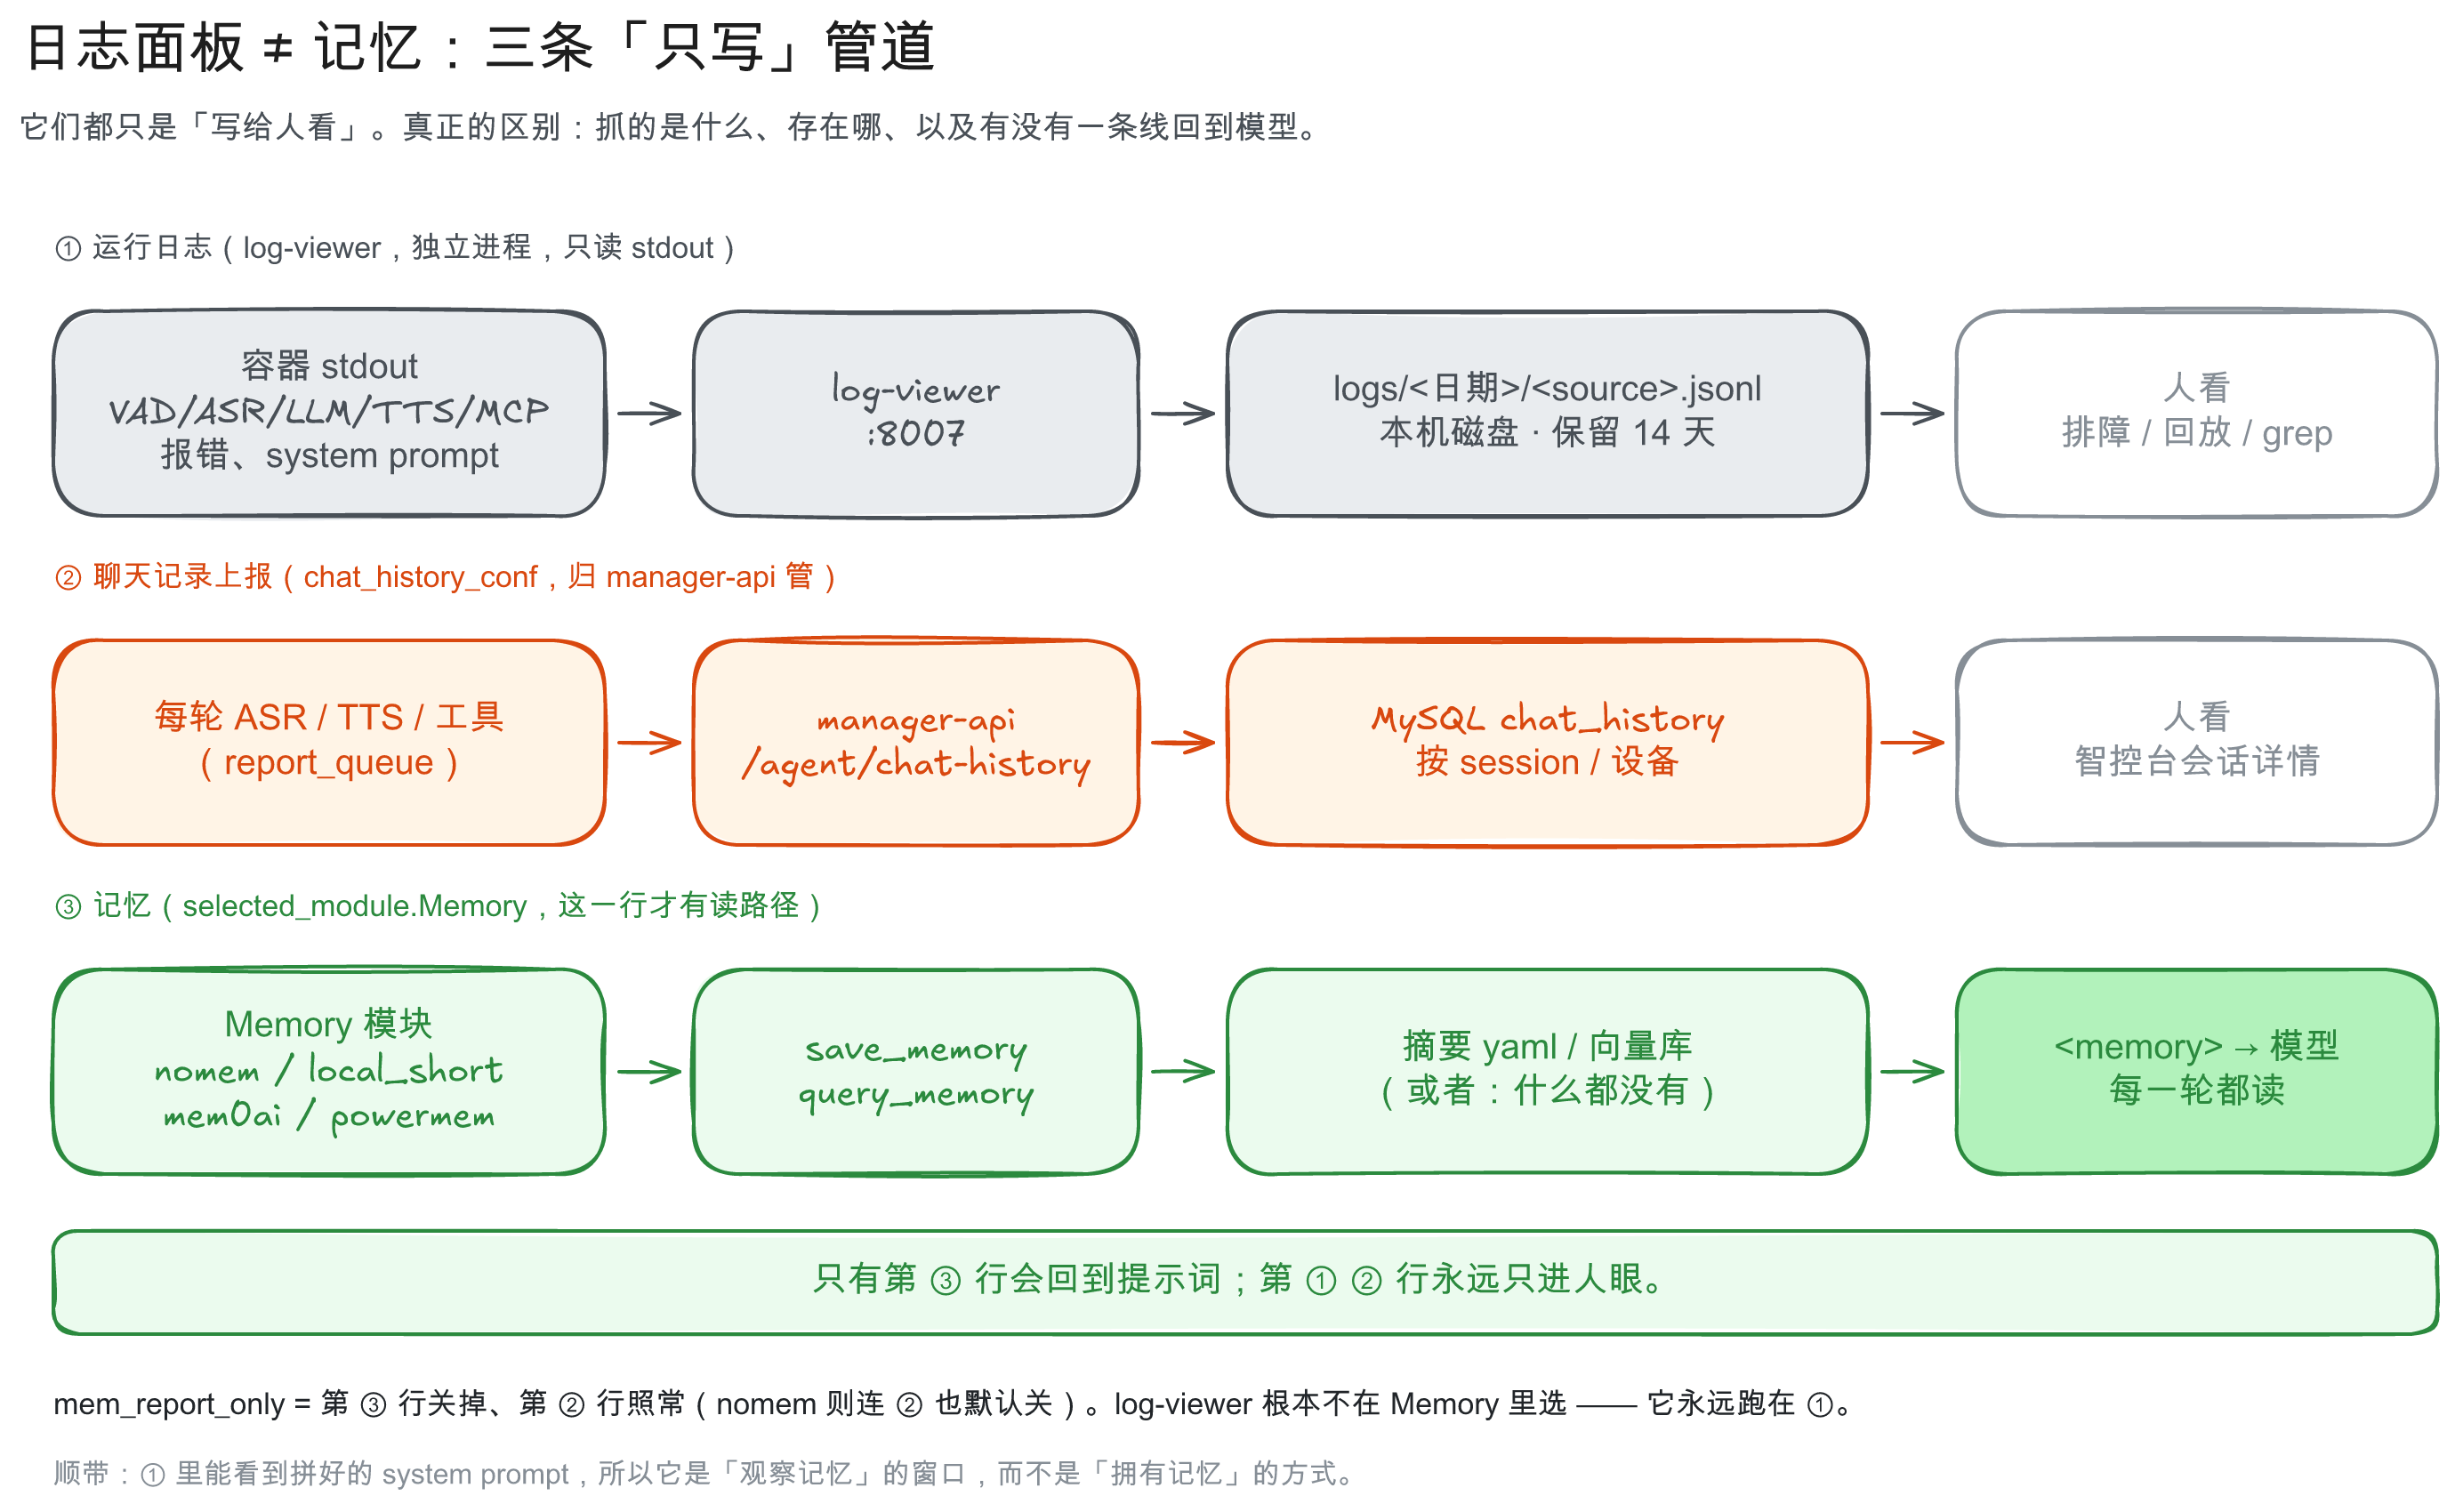 日志面板 ≠ 记忆：三条「只写」管道
它们都只是「写给人看」。真正的区别：抓的是什么、存在哪、以及有没有一条线回到模型。
① 运行日志（log-viewer，独立进程，只读 stdout）
容器 stdout
VAD/ASR/LLM/TTS/MCP
报错、system prompt
log-viewer
:8007
logs/<日期>/<source>.jsonl
本机磁盘 · 保留 14 天
人看
排障 / 回放 / grep
② 聊天记录上报（chat_history_conf，归 manager-api 管）
每轮 ASR / TTS / 工具
（report_queue）
manager-api
/agent/chat-history
MySQL chat_history
按 session / 设备
人看
智控台会话详情
③ 记忆（selected_module.Memory，这一行才有读路径）
Memory 模块
nomem / local_short
mem0ai / powermem
save_memory
query_memory
摘要 yaml / 向量库
（或者：什么都没有）
<memory> → 模型
每一轮都读
只有第 ③ 行会回到提示词；第 ① ② 行永远只进人眼。
mem_report_only = 第 ③ 行关掉、第 ② 行照常（nomem 则连 ② 也默认关）。log-viewer 根本不在 Memory 里选 —— 它永远跑在 ①。
顺带：① 里能看到拼好的 system prompt，所以它是「观察记忆」的窗口，而不是「拥有记忆」的方式。